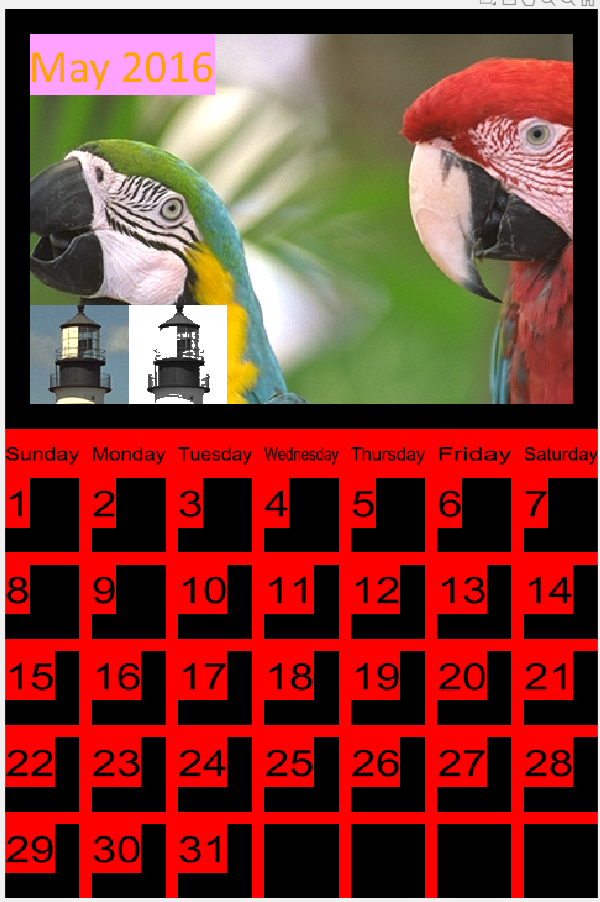 May 2016
Sunday Monday Tuesday Wednesday Thursday Friday Saturday
1 2 3 4 5 6 7
8 9 10 11 12 13 14
15 16 17 18 19 20 21
22 23 24 25 26 27 28
29 30 31